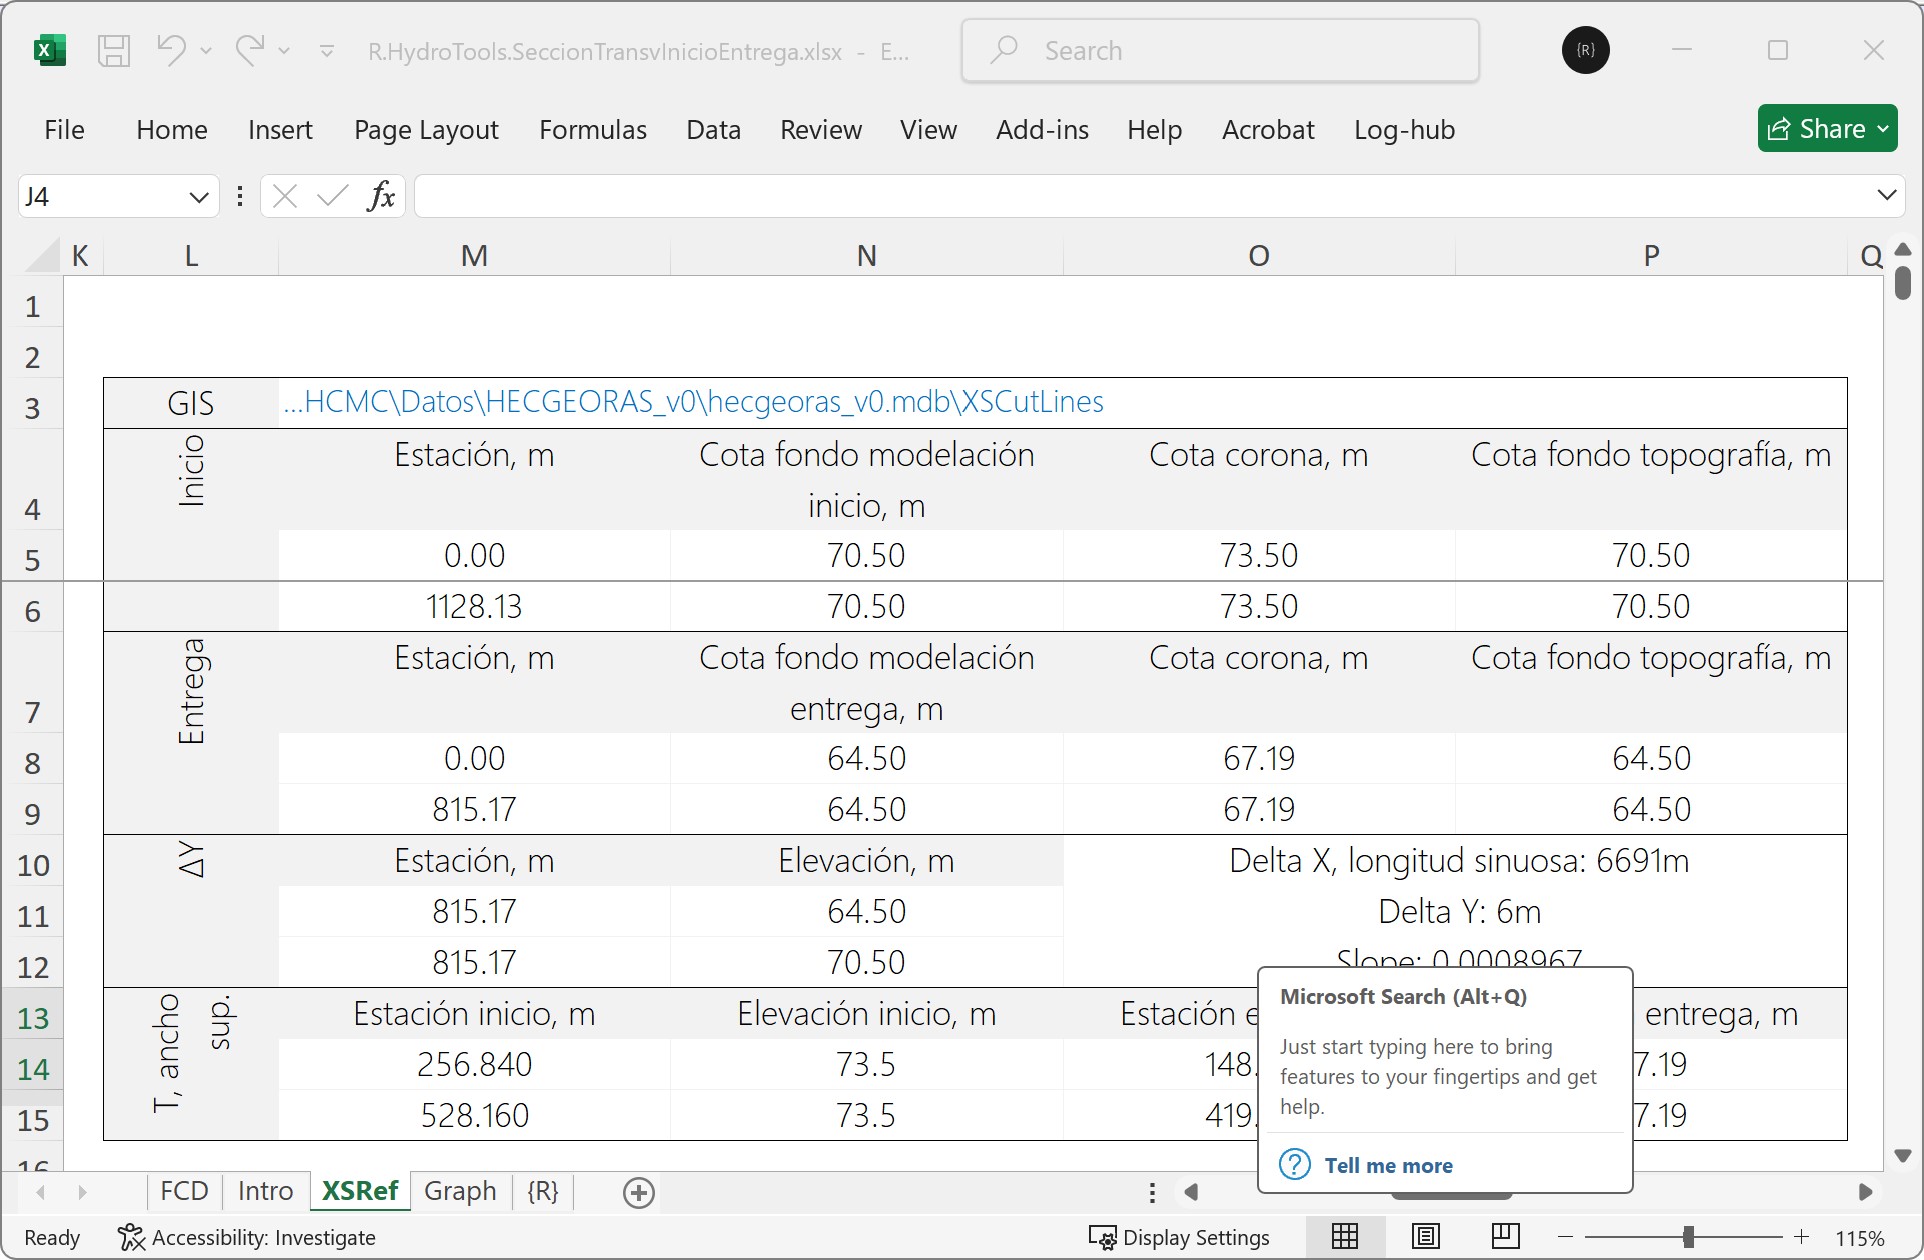 R.HydroTools.SeccionTransvInicioEntrega.xlsx - E...
Search
{R}
File Home Insert Page Layout Formulas Data Review View Add-ins Help Acrobat Log-hub Share
J4 fx
K L M N O P Q
1
2
3 GIS ...HCMC\Datos\HECGEORAS_v0\hecgeoras_v0.mdb\XSCutLines
4 Inicio Estación, m Cota fondo modelación inicio, m Cota corona, m Cota fondo topografía, m
5 0.00 70.50 73.50 70.50
6 1128.13 70.50 73.50 70.50
7 Entrega Estación, m Cota fondo modelación entrega, m Cota corona, m Cota fondo topografía, m
8 0.00 64.50 67.19 64.50
9 815.17 64.50 67.19 64.50
10 ΔY Estación, m Elevación, m Delta X, longitud sinuosa: 6691m
11 815.17 64.50 Delta Y: 6m
12 815.17 70.50 Slope: 0.0008967
13 T, ancho sup. Estación inicio, m Elevación inicio, m Estación e entrega, m
14 256.840 73.5 148. 7.19
15 528.160 73.5 419. 7.19
16
Microsoft Search (Alt+Q)
Just start typing here to bring
features to your fingertips and get
help.
Tell me more
FCD Intro XSRef Graph {R}
Ready Accessibility: Investigate Display Settings 115%